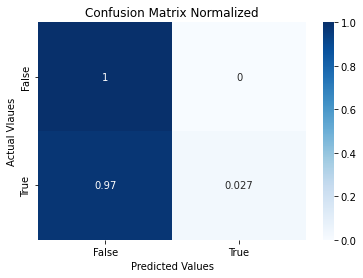 Confusion Matrix Normalized
1.0
False
1
0
0.8
0.6
Actual Vlaues
0.4
True
0.97
0.027
0.2
0.0
False
True
Predicted Values